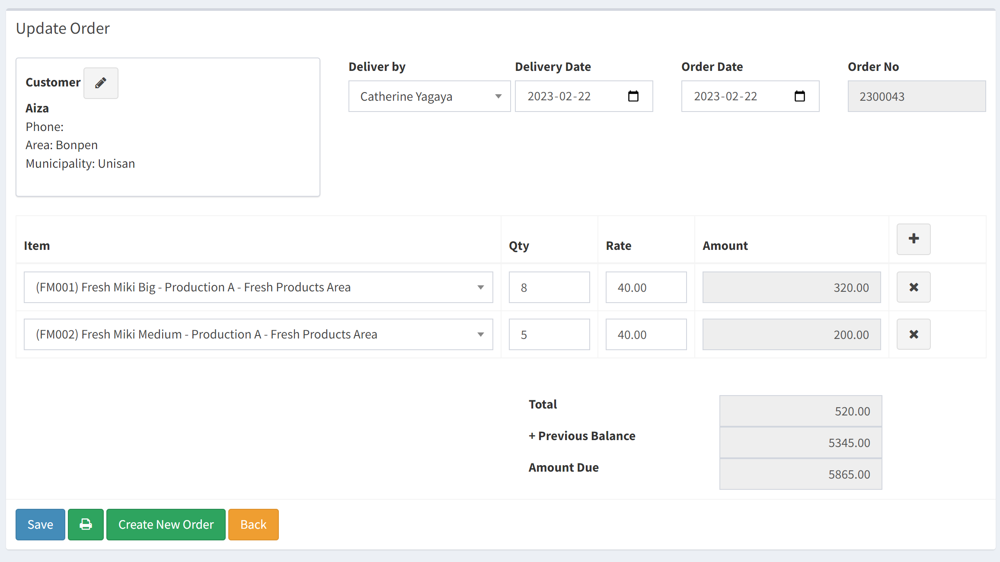 Update Order
Customer
Aiza
Phone:
Area: Bonpen
Municipality: Unisan
Deliver by Delivery Date Order Date Order No
Catherine Yagaya 2023-02-22 2023-02-22 2300043
Item Qty Rate Amount
(FM001) Fresh Miki Big - Production A - Fresh Products Area 8 40.00 320.00
(FM002) Fresh Miki Medium - Production A - Fresh Products Area 5 40.00 200.00
Total 520.00
+ Previous Balance 5345.00
Amount Due 5865.00
Save Create New Order Back